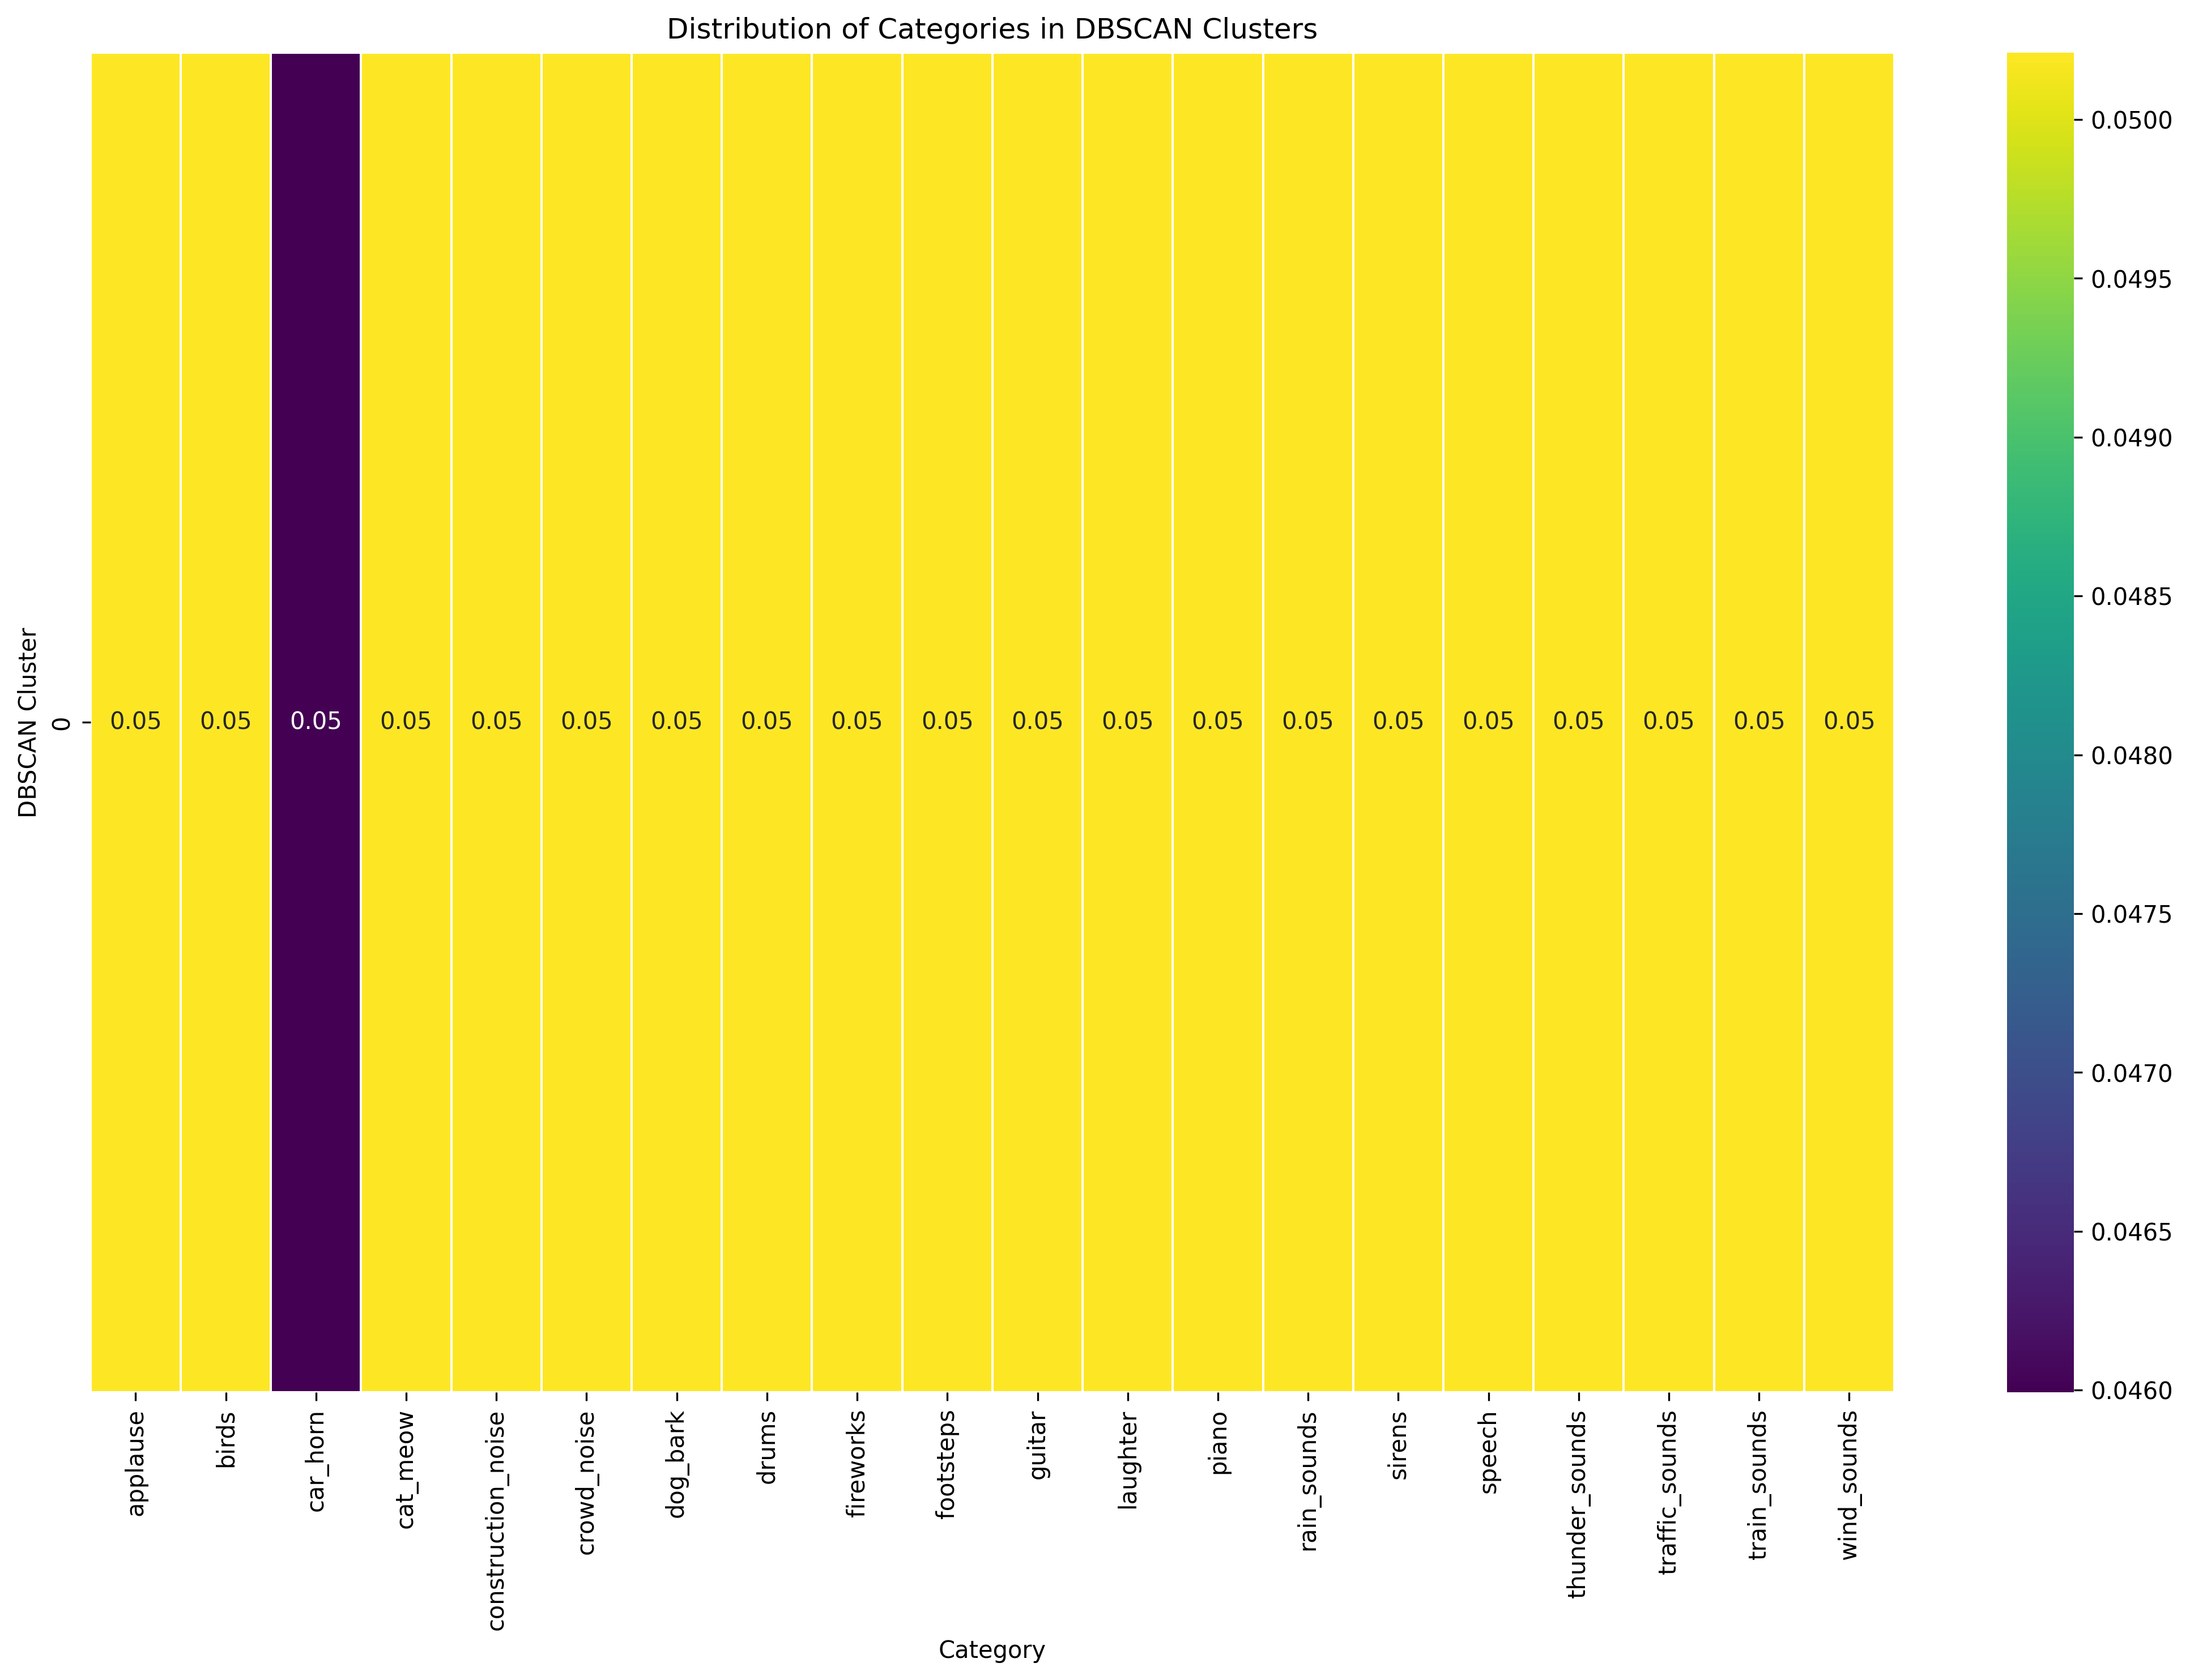 Distribution of Categories in DBSCAN Clusters
DBSCAN Cluster
0
0.05 0.05 0.05 0.05 0.05 0.05 0.05 0.05 0.05 0.05 0.05 0.05 0.05 0.05 0.05 0.05 0.05 0.05 0.05 0.05
applause
birds
car_horn
cat_meow
construction_noise
crowd_noise
dog_bark
drums
fireworks
footsteps
guitar
laughter
piano
rain_sounds
sirens
speech
thunder_sounds
traffic_sounds
train_sounds
wind_sounds
Category
0.0500
0.0495
0.0490
0.0485
0.0480
0.0475
0.0470
0.0465
0.0460